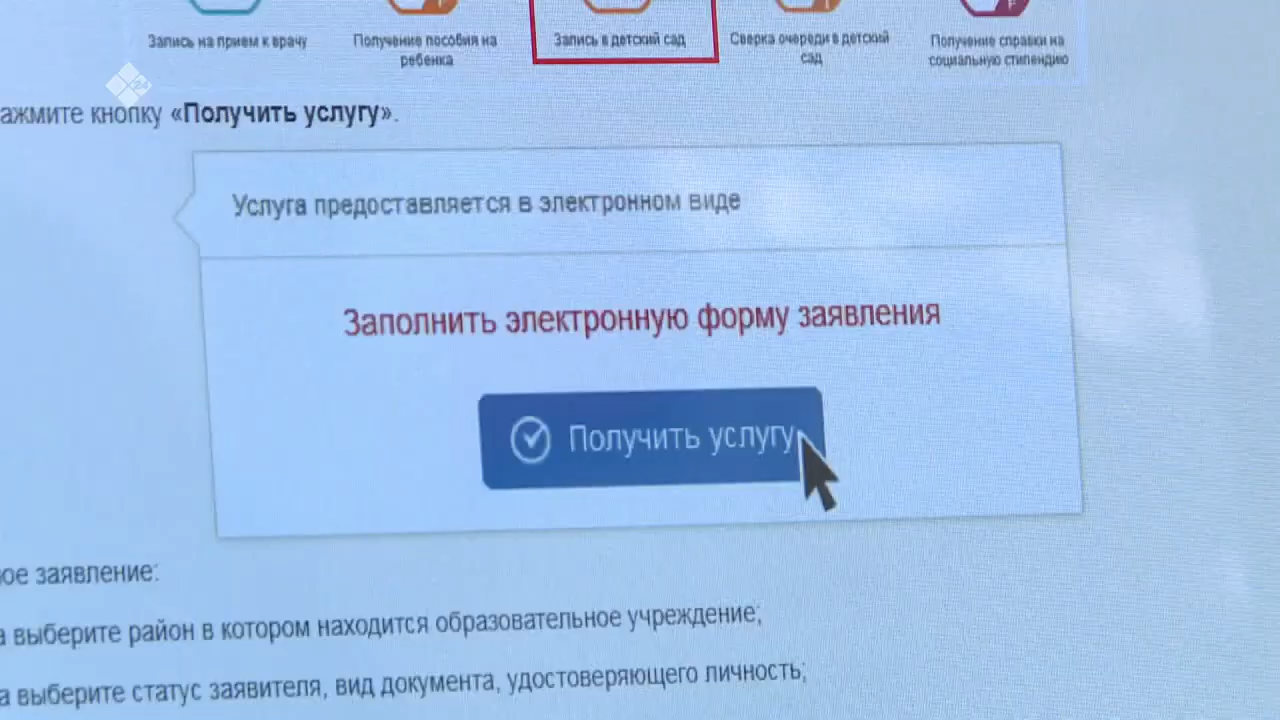 Запись на прием к врачу
Получение пособия на
ребенка
Запись в детский сад
Сверка очереди в детский
сад
Получение справки на
социальную стипендию
ажмите кнопку «Получить услугу».
Услуга предоставляется в электронном виде
Заполнить электронную форму заявления
Получить услугу
ое заявление:
а выберите район в котором находится образовательное учреждение;
а выберите статус заявителя, вид документа, удостоверяющего личность;